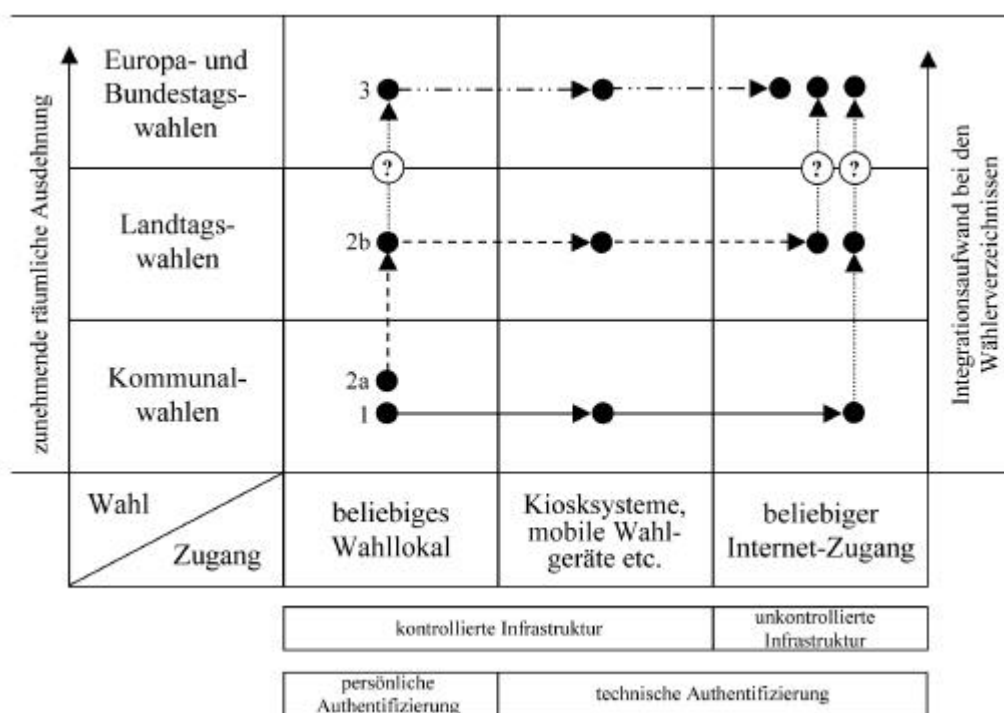 zunehmende räumliche Ausdehnung
Europa- und
Bundestags-
wahlen
3
?
?
?
Landtags-
wahlen
2b
Kommunal-
wahlen
2a
1
Integrationsaufwand bei den
Wählerverzeichnissen
Wahl
Zugang
beliebiges
Wahllokal
Kiosksysteme,
mobile Wahl-
geräte etc.
beliebiger
Internet-Zugang
kontrollierte Infrastruktur
unkontrollierte
Infrastruktur
persönliche
Authentifizierung
technische Authentifizierung